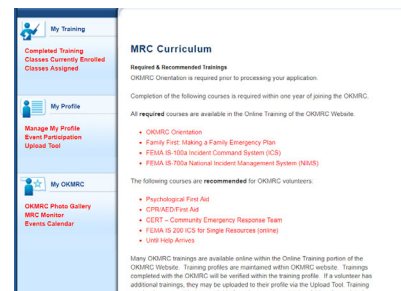 My Training
Completed Training
Classes Currently Enrolled
Classes Assigned
My Profile
Manage My Profile
Event Participation
Upload Tool
My OKMRC
OKMRC Photo Gallery
MRC Monitor
Events Calendar
MRC Curriculum
Required & Recommended Trainings
OKMRC Orientation is required prior to processing your application.
Completion of the following courses is required within one year of joining the OKMRC.
All required courses are available in the Online Training of the OKMRC Website.
• OKMRC Orientation
• Family First: Making a Family Emergency Plan
• FEMA IS-100a Incident Command System (ICS)
• FEMA IS-700a National Incident Management System (NIMS)
The following courses are recommended for OKMRC volunteers:
• Psychological First Aid
• CPR/AED/First Aid
• CERT – Community Emergency Response Team
• FEMA IS 200 ICS for Single Resources (online)
• Until Help Arrives
Many OKMRC trainings are available online within the Online Training portion of the
OKMRC Website. Training profiles are maintained within OKMRC website. Trainings
completed with the OKMRC will be verified within the training profile. If a volunteer has
additional trainings, they may be uploaded to their profile via the Upload Tool. Training